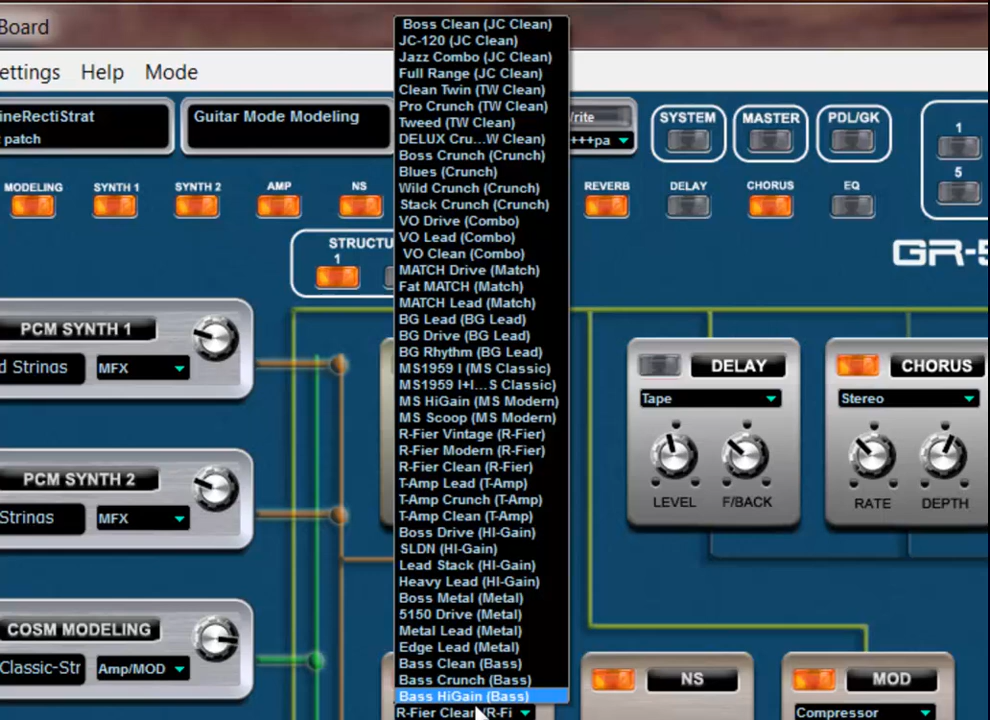 Board
ettings Help Mode
ineRectiStrat
patch
Guitar Mode Modeling
rite
+++pa
SYSTEM
MASTER
PDL/GK
1
5
MODELING
SYNTH 1
SYNTH 2
AMP
NS
REVERB
DELAY
CHORUS
EQ
STRUCTU
1
GR-5
Boss Clean (JC Clean)
JC-120 (JC Clean)
Jazz Combo (JC Clean)
Full Range (JC Clean)
Clean Twin (TW Clean)
Pro Crunch (TW Clean)
Tweed (TW Clean)
DELUX Cru...W Clean)
Boss Crunch (Crunch)
Blues (Crunch)
Wild Crunch (Crunch)
Stack Crunch (Crunch)
VO Drive (Combo)
VO Lead (Combo)
VO Clean (Combo)
MATCH Drive (Match)
Fat MATCH (Match)
MATCH Lead (Match)
BG Lead (BG Lead)
BG Drive (BG Lead)
BG Rhythm (BG Lead)
MS1959 I (MS Classic)
MS1959 I+I...S Classic)
MS HiGain (MS Modern)
MS Scoop (MS Modern)
R-Fier Vintage (R-Fier)
R-Fier Modern (R-Fier)
R-Fier Clean (R-Fier)
T-Amp Lead (T-Amp)
T-Amp Crunch (T-Amp)
T-Amp Clean (T-Amp)
Boss Drive (HI-Gain)
SLDN (HI-Gain)
Lead Stack (HI-Gain)
Heavy Lead (HI-Gain)
Boss Metal (Metal)
5150 Drive (Metal)
Metal Lead (Metal)
Edge Lead (Metal)
Bass Clean (Bass)
Bass Crunch (Bass)
Bass HiGain (Bass)
R-Fier Clean (R-Fi
PCM SYNTH 1
d Strings
MFX
PCM SYNTH 2
Strings
MFX
COSM MODELING
Classic-Str
Amp/MOD
DELAY
Tape
LEVEL
F/BACK
CHORUS
Stereo
RATE
DEPTH
NS
MOD
Compressor